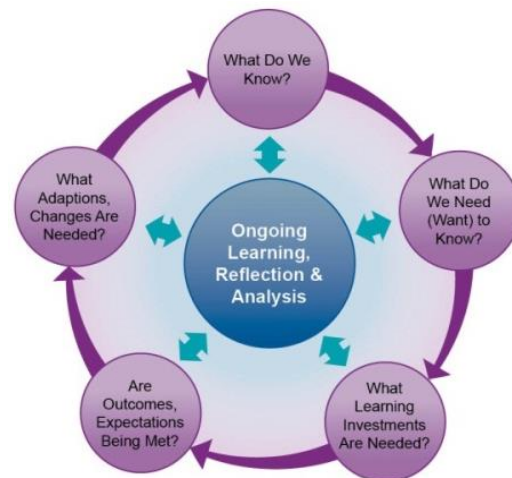 What Do We
Know?
What Do
We Need
(Want) to
Know?
What
Learning
Investments
Are Needed?
Are
Outcomes,
Expectations
Being Met?
What
Adaptions,
Changes Are
Needed?
Ongoing
Learning,
Reflection &
Analysis